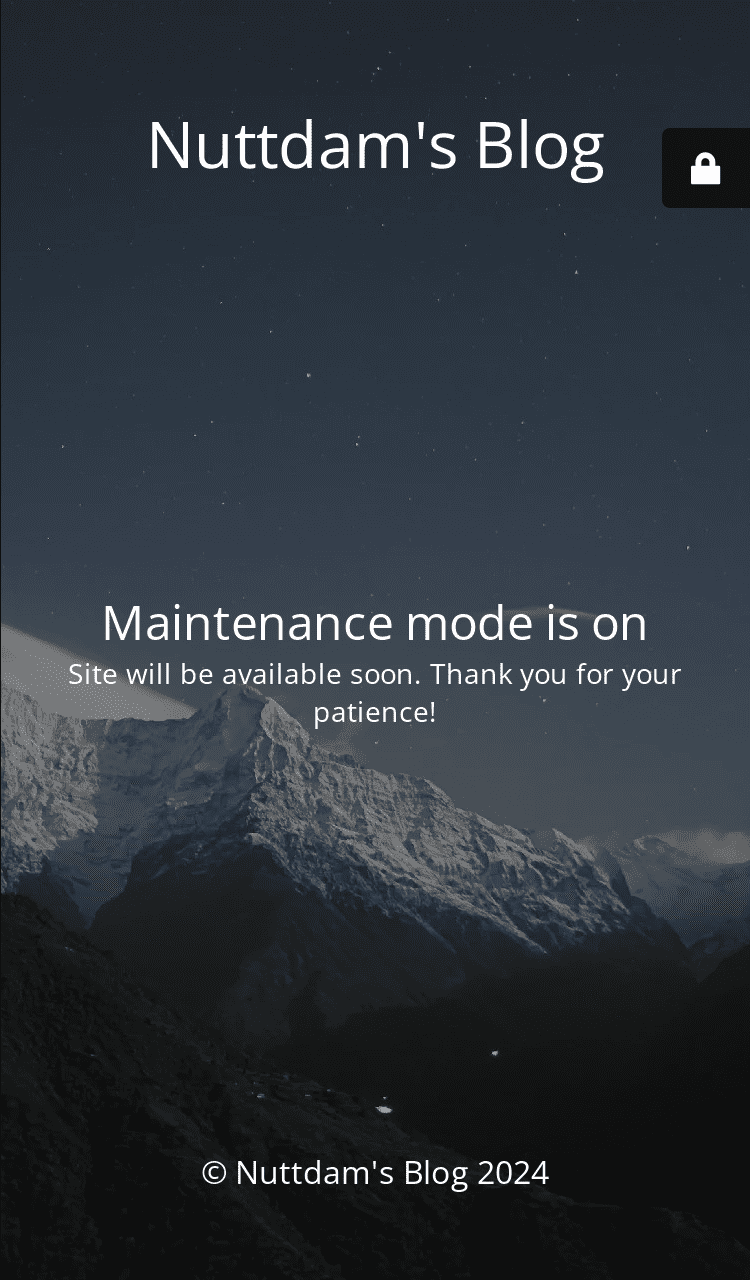 Nuttdam's Blog
Maintenance mode is on
Site will be available soon. Thank you for your
patience!
© Nuttdam's Blog 2024